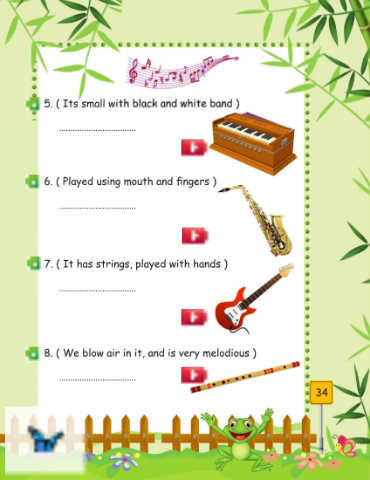 5. ( Its small with black and white band )
................................
6. ( Played using mouth and fingers )
................................
7. ( It has strings, played with hands )
................................
8. ( We blow air in it, and is very melodious )
................................
34